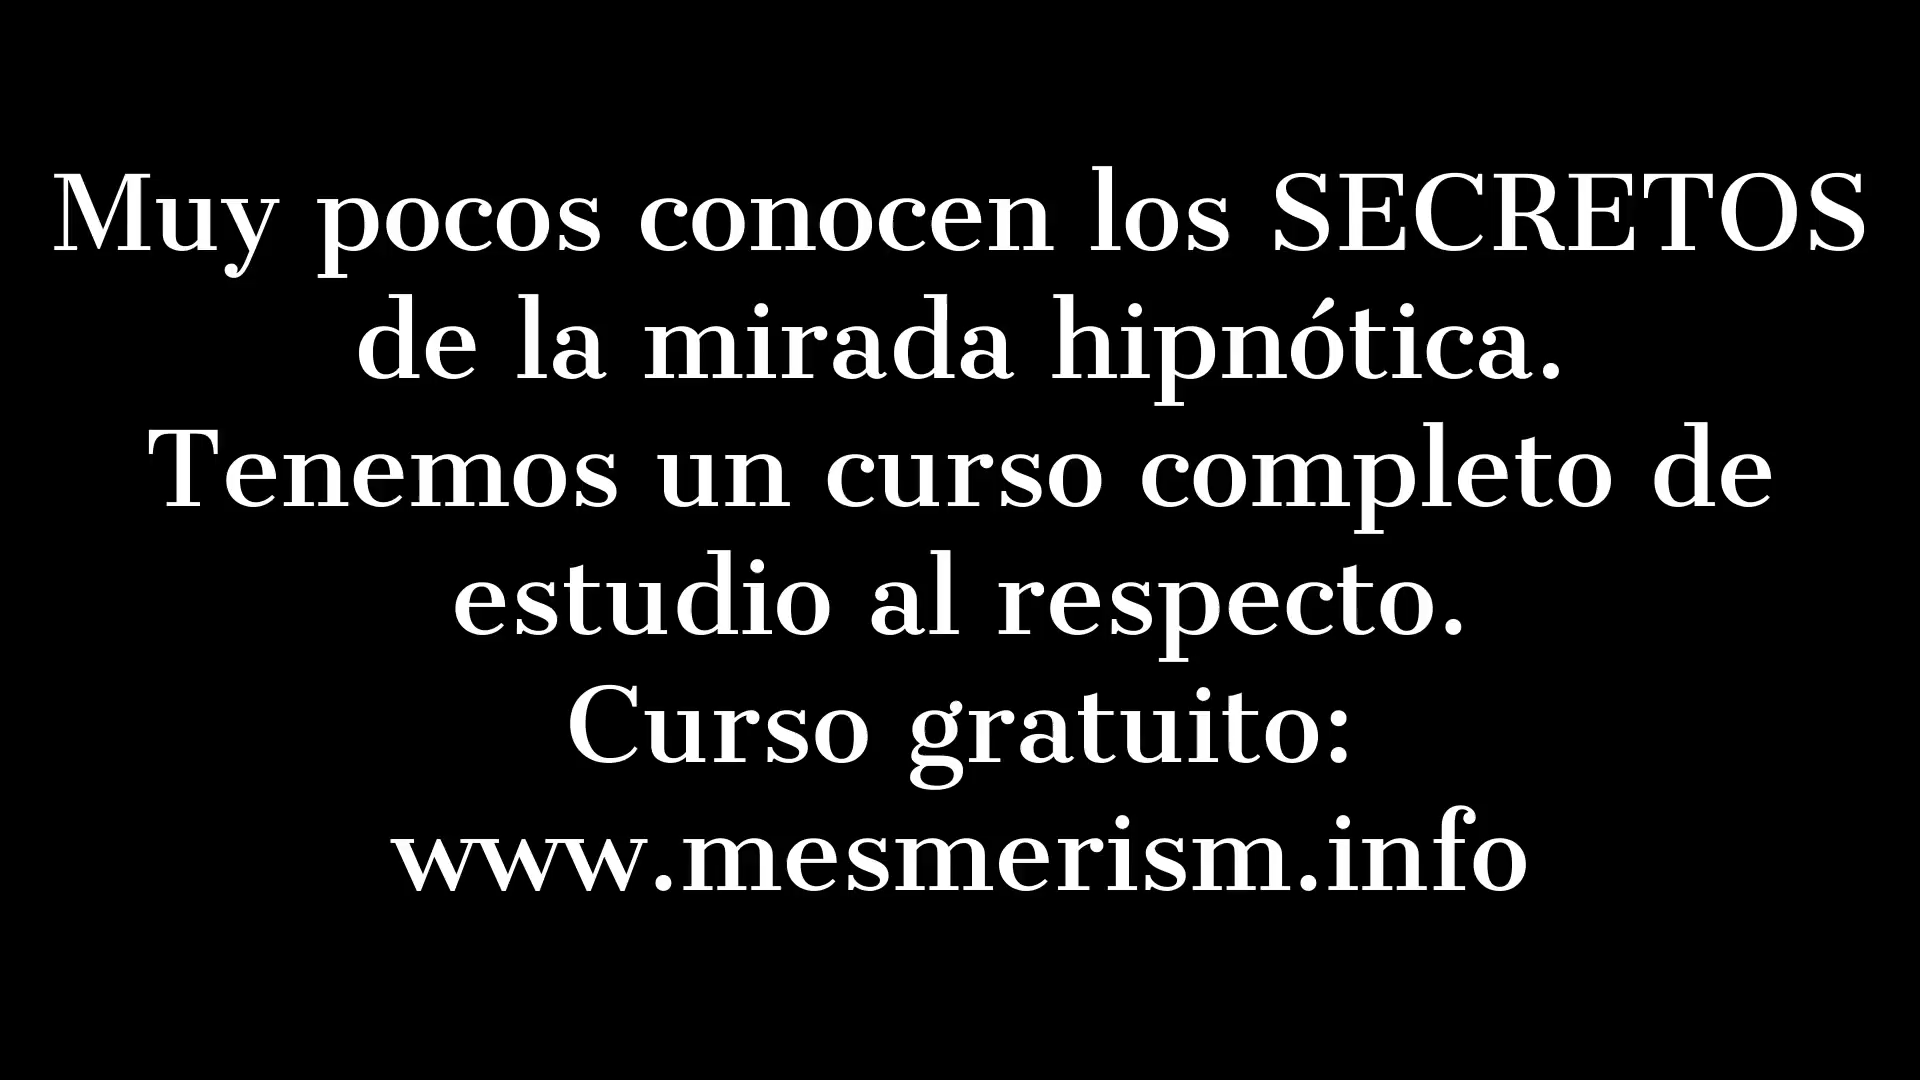 Muy pocos conocen los SECRETOS
de la mirada hipnótica.
Tenemos un curso completo de
estudio al respecto.
Curso gratuito:
www.mesmerism.info